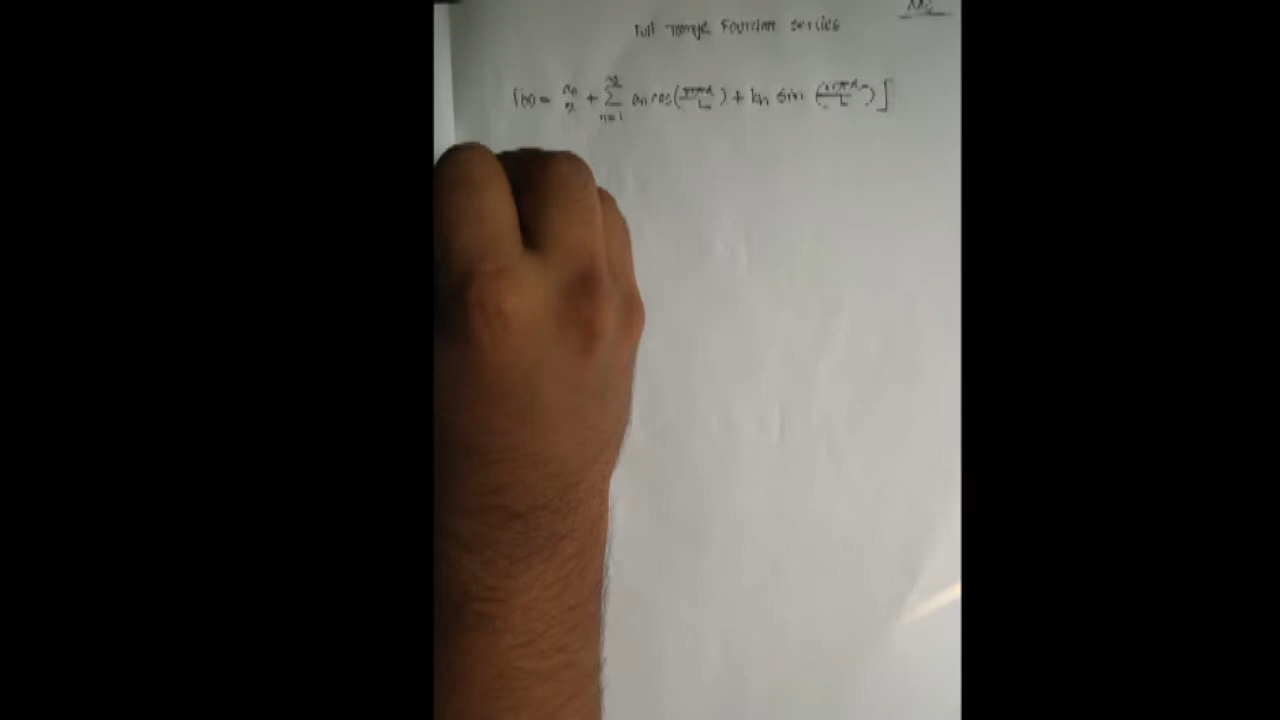 Full range Fourier series
f(x) = a₀/2 + ∑ n=1 ∞ an cos(nπx/L) + bn sin (nπx/L)]